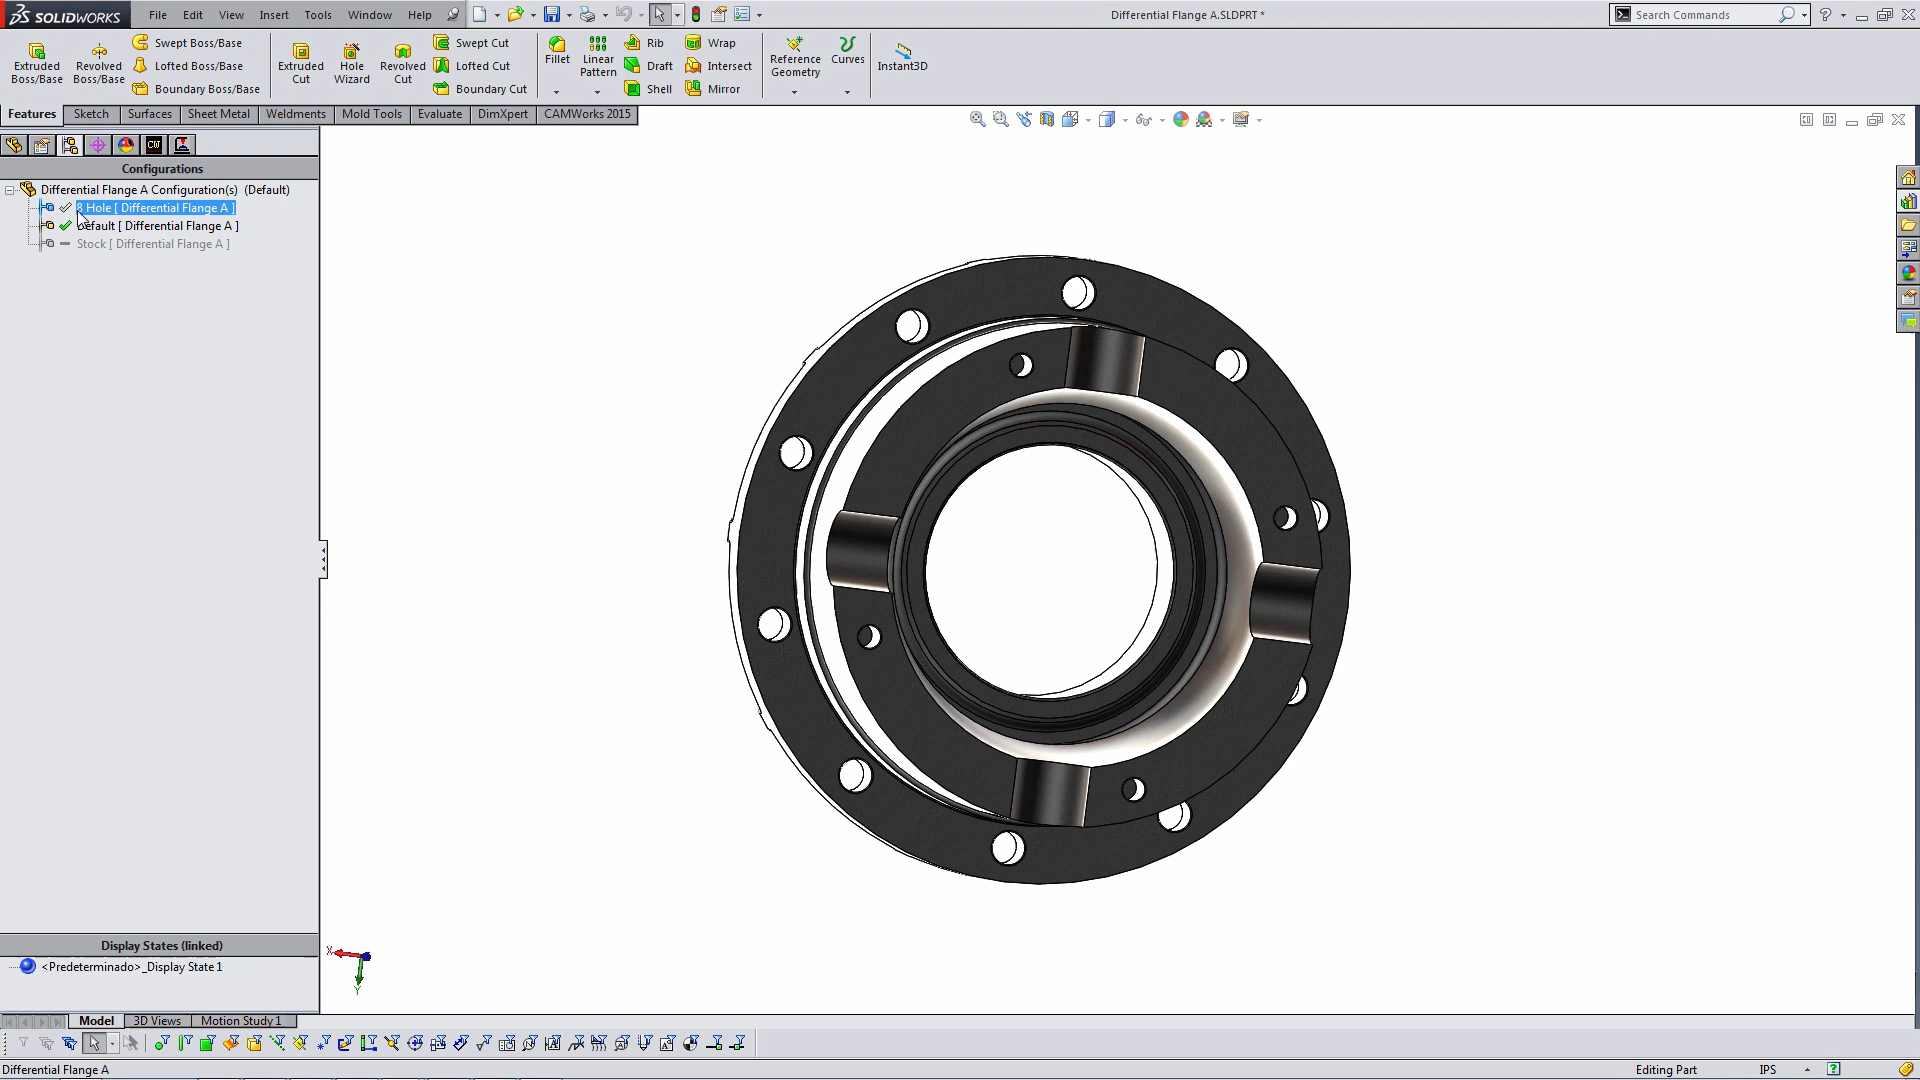 SOLIDWORKS File Edit View Insert Tools Window Help Differential Flange A.SLDPRT * Search Commands
Extruded Boss/Base
Revolved Boss/Base
Swept Boss/Base
Lofted Boss/Base
Boundary Boss/Base
Extruded Cut
Hole Wizard
Revolved Cut
Swept Cut
Lofted Cut
Boundary Cut
Fillet
Linear Pattern
Rib
Draft
Shell
Wrap
Intersect
Mirror
Reference Geometry
Curves
Instant3D
Features Sketch Surfaces Sheet Metal Weldments Mold Tools Evaluate DimXpert CAMWorks 2015
CW
Configurations
Differential Flange A Configuration(s) (Default)
8 Hole [ Differential Flange A ]
Default [ Differential Flange A ]
Stock [ Differential Flange A ]
Display States (linked)
<Predeterminado>_Display State 1
X
Y
Model 3D Views Motion Study 1
Differential Flange A Editing Part IPS